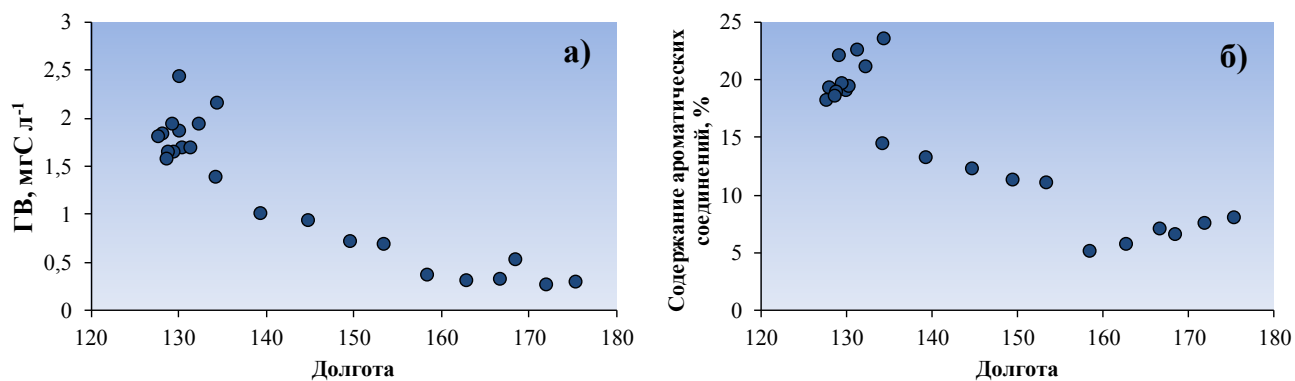 3
2,5
2
1,5
1
0,5
0
ГВ, мгС л-1
а)
120 130 140 150 160 170 180
Долгота
25
20
15
10
5
0
Содержание ароматических
соединений, %
б)
120 130 140 150 160 170 180
Долгота